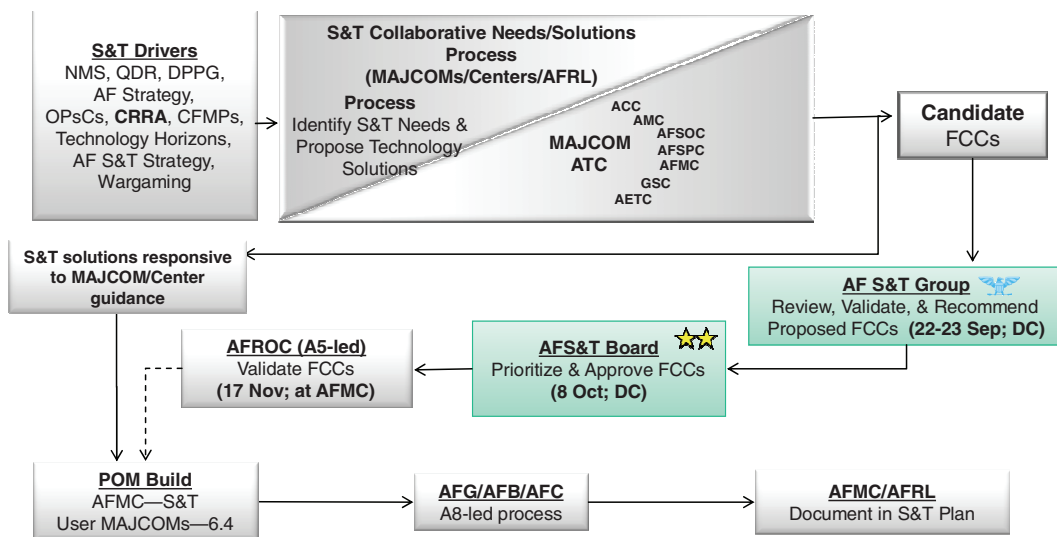 S&T Drivers
NMS, QDR, DPPG,
AF Strategy,
OPsCs, CRRA, CFMPs,
Technology Horizons,
AF S&T Strategy,
Wargaming
S&T Collaborative Needs/Solutions
Process
(MAJCOMs/Centers/AFRL)
Process
Identify S&T Needs &
Propose Technology
Solutions
MAJCOM
ATC
ACC
AMC
AFSOC
AFSPC
AFMC
GSC
AETC
Candidate
FCCs
S&T solutions responsive
to MAJCOM/Center
guidance
AF S&T Group
Review, Validate, & Recommend
Proposed FCCs (22-23 Sep; DC)
AFS&T Board
Prioritize & Approve FCCs
(8 Oct; DC)
AFROC (A5-led)
Validate FCCs
(17 Nov; at AFMC)
POM Build
AFMC—S&T
User MAJCOMs—6.4
AFG/AFB/AFC
A8-led process
AFMC/AFRL
Document in S&T Plan